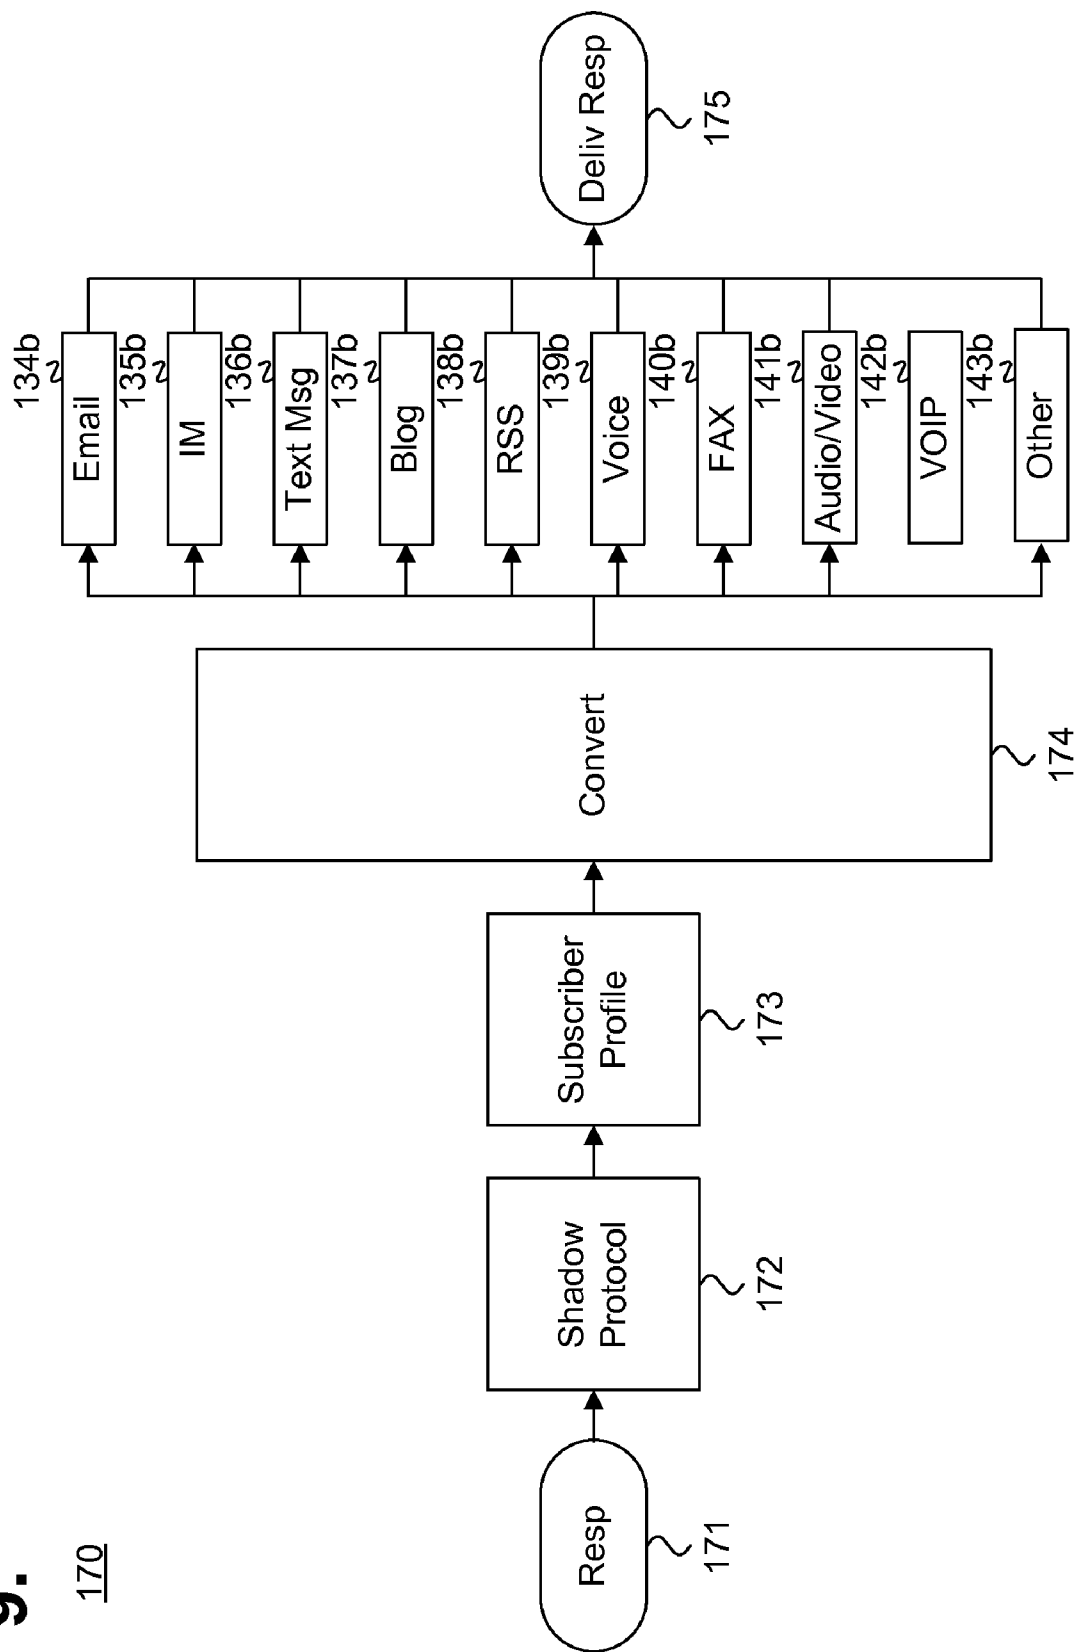 170
Resp
171
Shadow
Protocol
172
Subscriber
Profile
173
Convert
174
134b
Email
135b
IM
136b
Text Msg
137b
Blog
138b
RSS
139b
Voice
140b
FAX
141b
Audio/Video
142b
VOIP
143b
Other
Deliv Resp
175